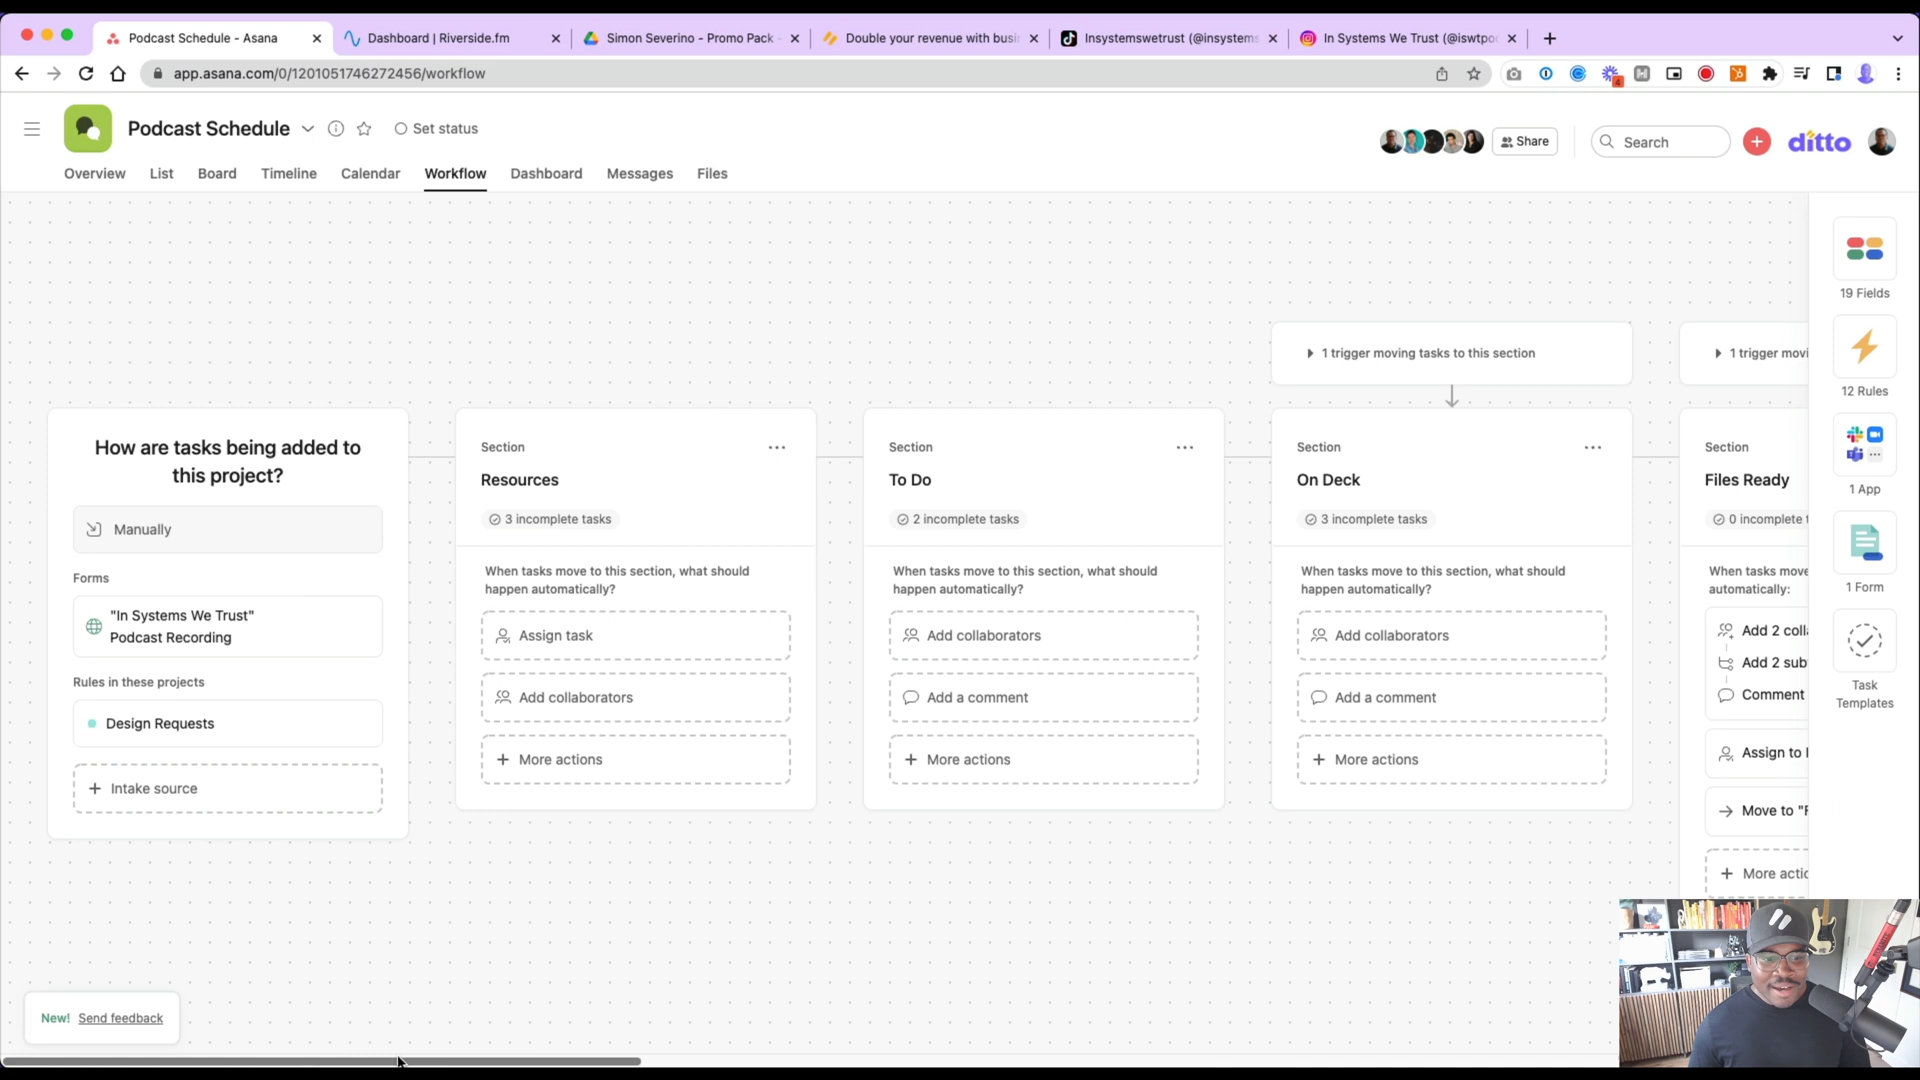 Podcast Schedule - Asana
Dashboard | Riverside.fm
Simon Severino - Promo Pack -
Double your revenue with busi
Insystemswetrust (@insystems
In Systems We Trust (@iswtpo
app.asana.com/0/1201051746272456/workflow
4
Podcast Schedule
Set status
Share
Search
ditto
Overview
List
Board
Timeline
Calendar
Workflow
Dashboard
Messages
Files
19 Fields
12 Rules
1 App
1 Form
Task
Templates
1 trigger moving tasks to this section
1 trigger movi
How are tasks being added to
this project?
Manually
Forms
"In Systems We Trust"
Podcast Recording
Rules in these projects
Design Requests
+ Intake source
Section
Resources
3 incomplete tasks
When tasks move to this section, what should
happen automatically?
Assign task
Add collaborators
+ More actions
Section
To Do
2 incomplete tasks
When tasks move to this section, what should
happen automatically?
Add collaborators
Add a comment
+ More actions
Section
On Deck
3 incomplete tasks
When tasks move to this section, what should
happen automatically?
Add collaborators
Add a comment
+ More actions
Section
Files Ready
0 incomplete t
When tasks move
automatically:
Add 2 coll
Add 2 sub
Comment
Assign to
Move to "F
+ More actio
New! Send feedback